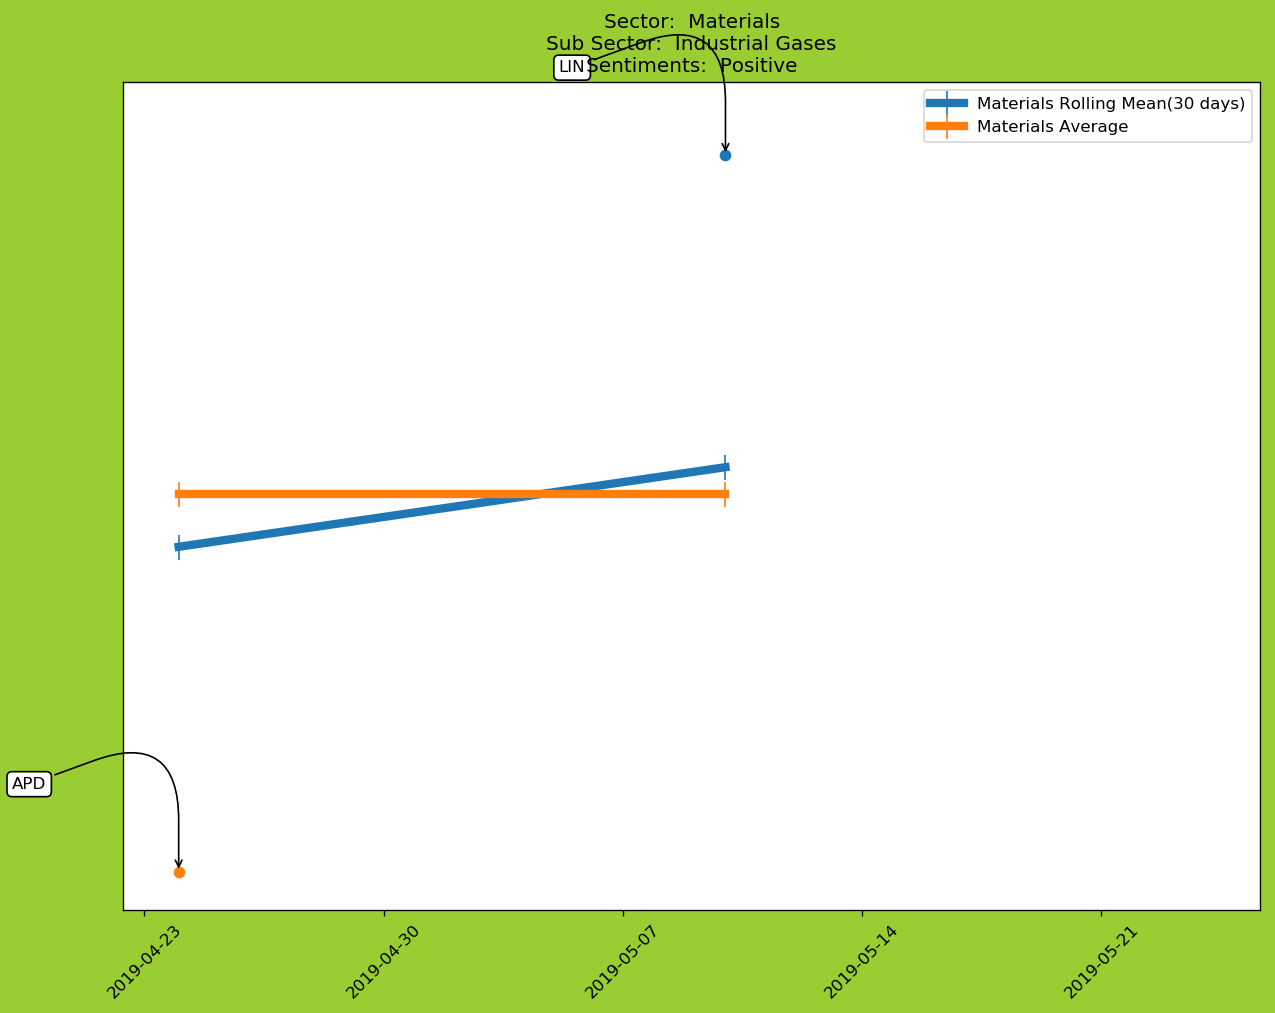 Sector:  Materials
Sub Sector:  Industrial Gases
Sentiments:  Positive
LIN
Materials Rolling Mean(30 days)
Materials Average
APD
2019-04-23
2019-04-30
2019-05-07
2019-05-14
2019-05-21